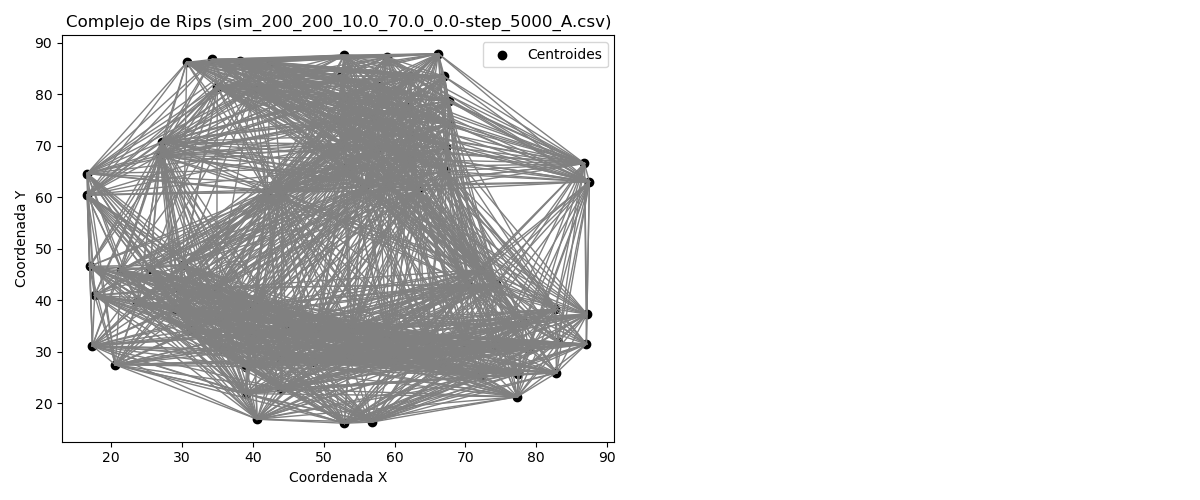 Complejo de Rips (sim_200_200_10.0_70.0_0.0-step_5000_A.csv)
Centroides
90
80
70
60
50
40
30
20
Coordenada Y
20 30 40 50 60 70 80 90
Coordenada X